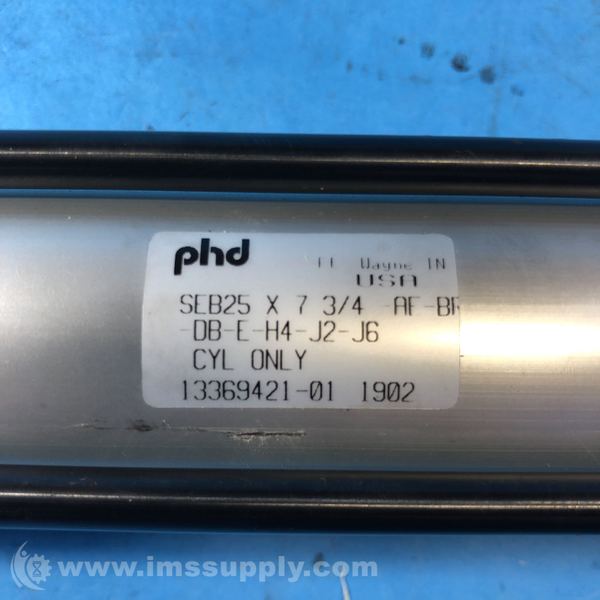 phd
Ft Wayne IN
USA
SEB25 X 7 3/4 -AF-BR
-DB-E-H4-J2-J6
CYL ONLY
13369421-01 1902
www.imssupply.com